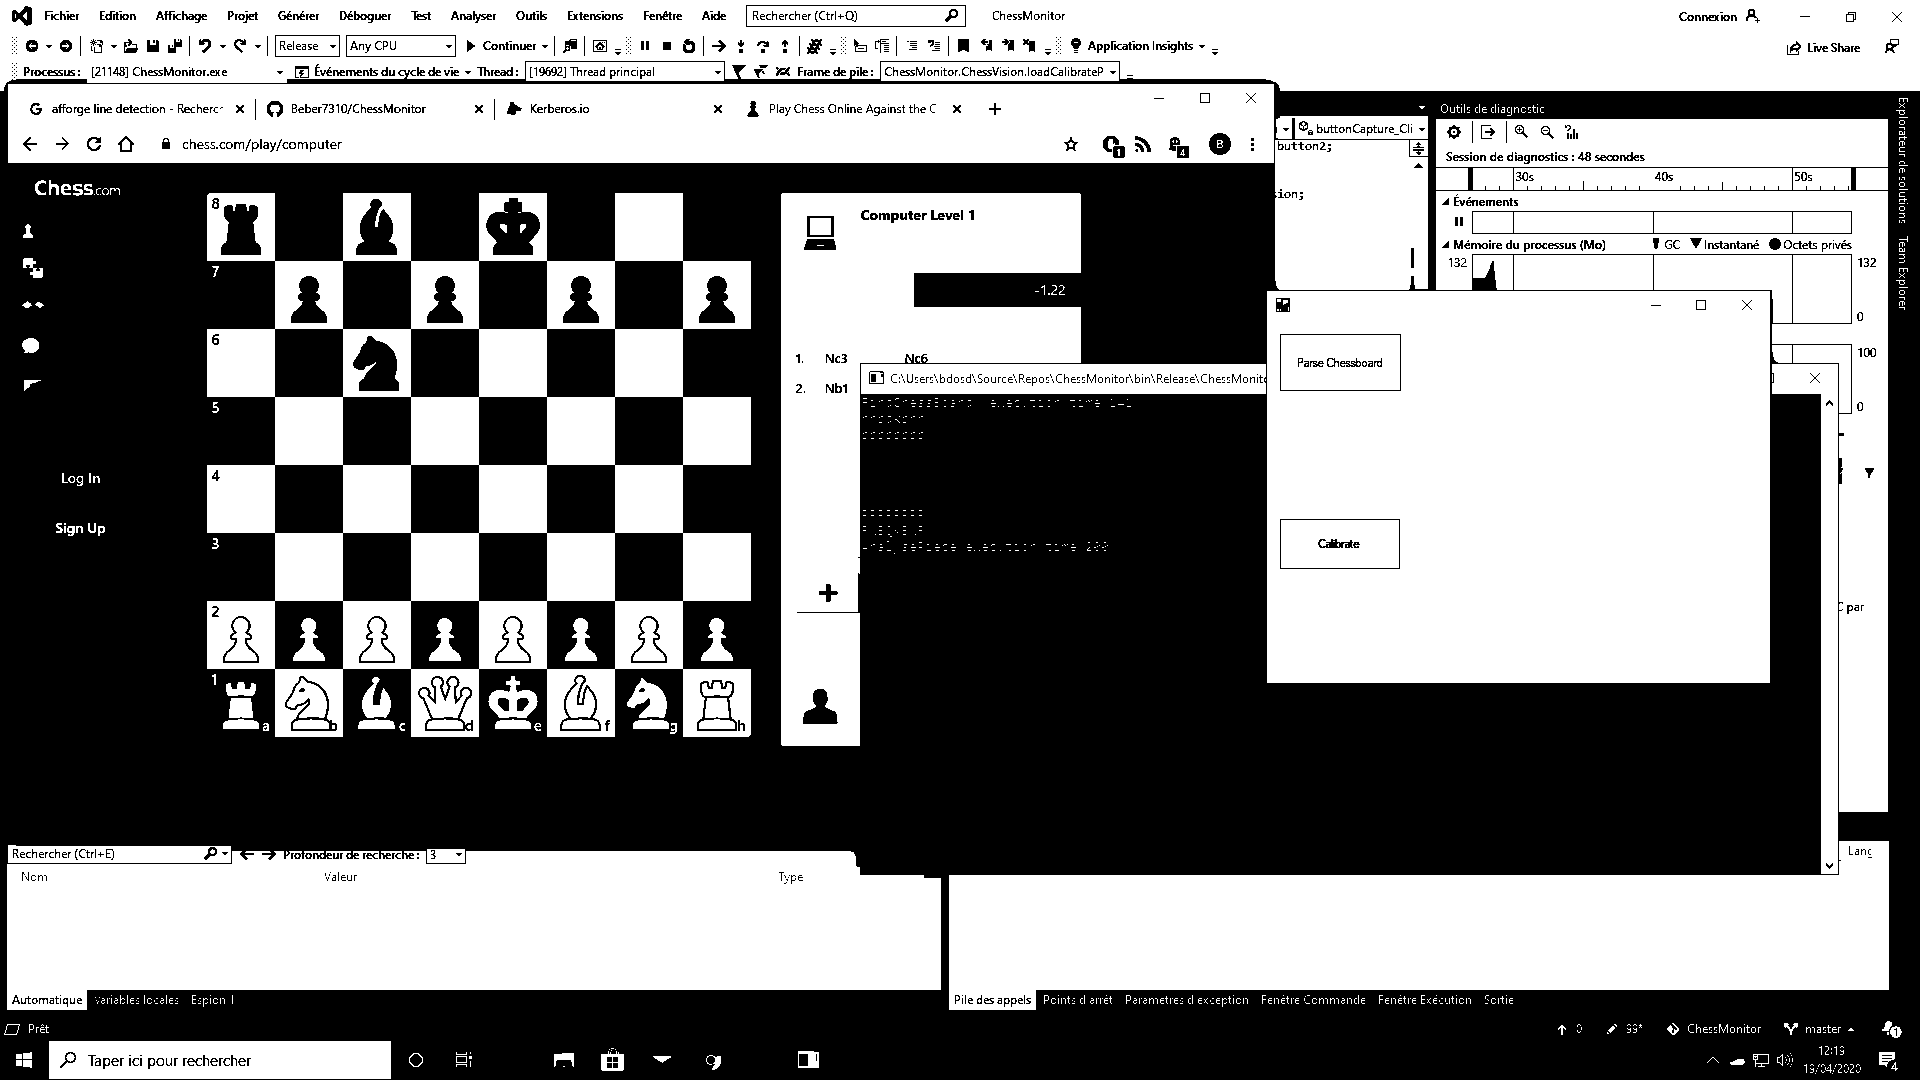 Fichier Edition Affichage Projet Générer Déboguer Test Analyser Outils Extensions Fenêtre Aide Rechercher (Ctrl+Q) ChessMonitor Connexion
Release Any CPU Continuer Application Insights Live Share
Processus : [21148] ChessMonitor.exe Événements du cycle de vie Thread : [19692] Thread principal Frame de pile : ChessMonitor.ChessVision.loadCalibrateP
afforge line detection - Recherc Beber7310/ChessMonitor Kerberos.io Play Chess Online Against the C
chess.com/play/computer 1 4 B
buttonCapture_Cli
button2;
sion;
Outils de diagnostic
Session de diagnostics : 48 secondes
30s 40s 50s
Événements
Mémoire du processus (Mo) GC Instantané Octets privés
132 132
0
100
0
Explorateur de solutions Team Explorer
Chess.com
Log In
Sign Up
8
7
6
5
4
3
2
1
a b c d e f g h
Computer Level 1
-1.22
1. Nc3 Nc6
2. Nb1
C:\Users\bdosd\Source\Repos\ChessMonitor\bin\Release\ChessMonito
Parse Chessboard
Calibrate
C par
Lang
Rechercher (Ctrl+E) Profondeur de recherche : 3
Nom Valeur Type
Automatique Variables locales Espion 1
Pile des appels Points d'arrêt Paramètres d'exception Fenêtre Commande Fenêtre Exécution Sortie
Prêt 0 99* ChessMonitor master 1
Taper ici pour rechercher
12:19
19/04/2020
4